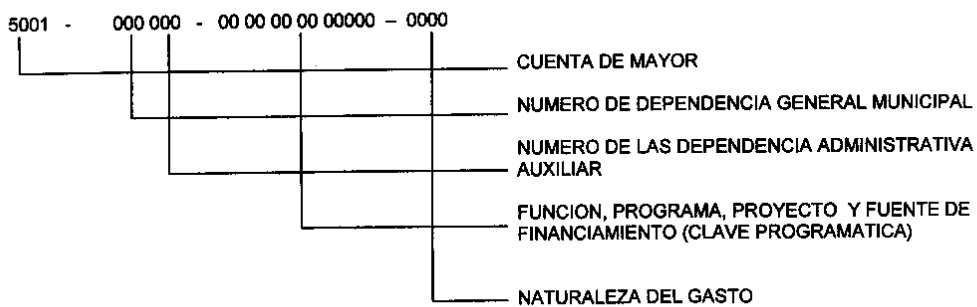 5001 - 000 000 - 00 00 00 00 00 00000 – 0000
CUENTA DE MAYOR
NUMERO DE DEPENDENCIA GENERAL MUNICIPAL
NUMERO DE LAS DEPENDENCIA ADMINISTRATIVA
AUXILIAR
FUNCION, PROGRAMA, PROYECTO Y FUENTE DE
FINANCIAMIENTO (CLAVE PROGRAMATICA)
NATURALEZA DEL GASTO